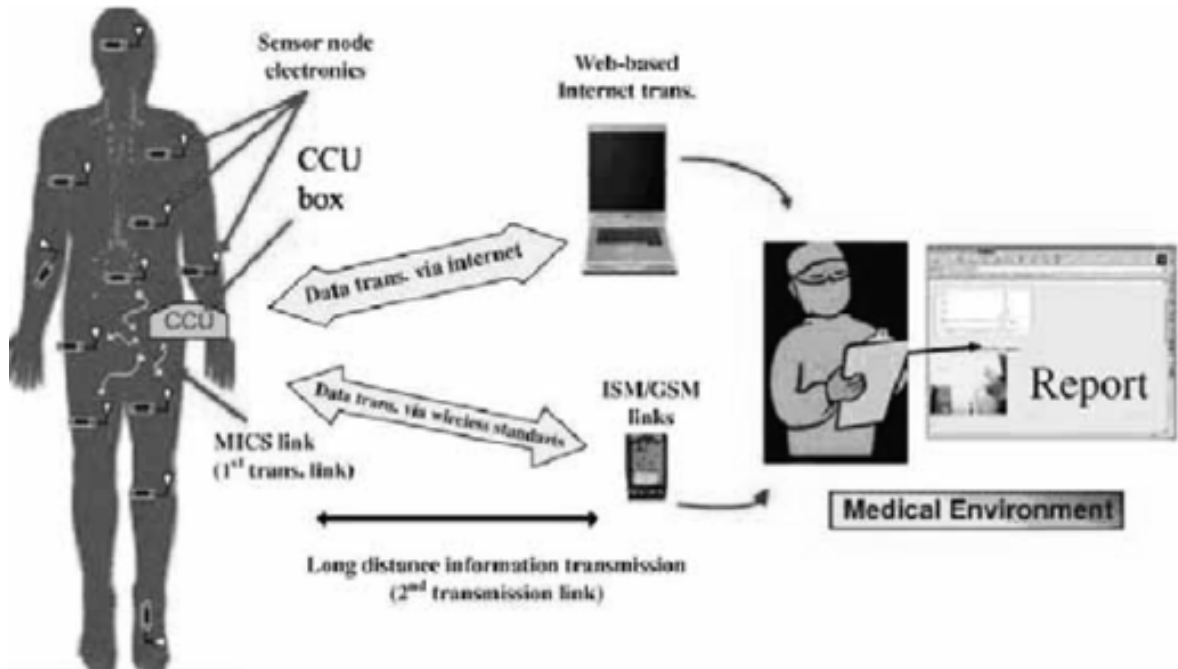 Sensor node
electronics
CCU
box
CCU
MICS link
(1st trans. link)
Data trans. via internet
Data trans. via wireless standards
Web-based
Internet trans.
ISM/GSM
links
Long distance information transmission
(2nd transmission link)
Report
Medical Environment